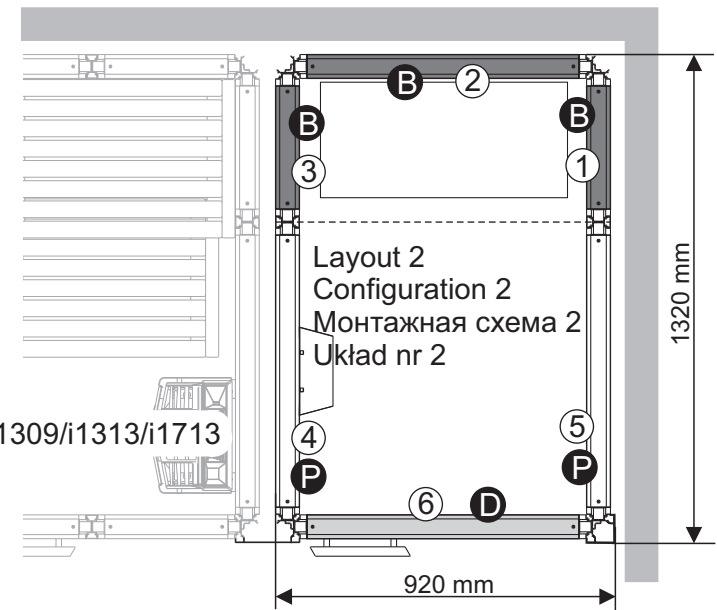 B
2
B
B
3
1
Layout 2
Configuration 2
Монтажная схема 2
Układ nr 2
1320 mm
1309/i1313/i1713
4
5
P
P
6
D
920 mm